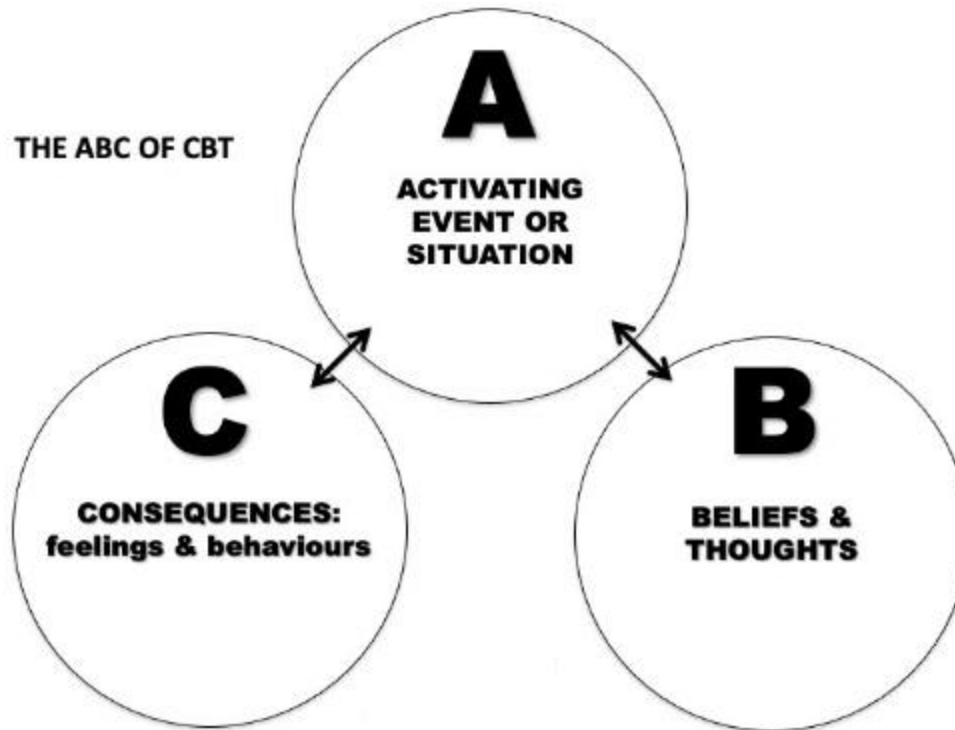 THE ABC OF CBT
A
ACTIVATING
EVENT OR
SITUATION
C
CONSEQUENCES:
feelings & behaviours
B
BELIEFS &
THOUGHTS